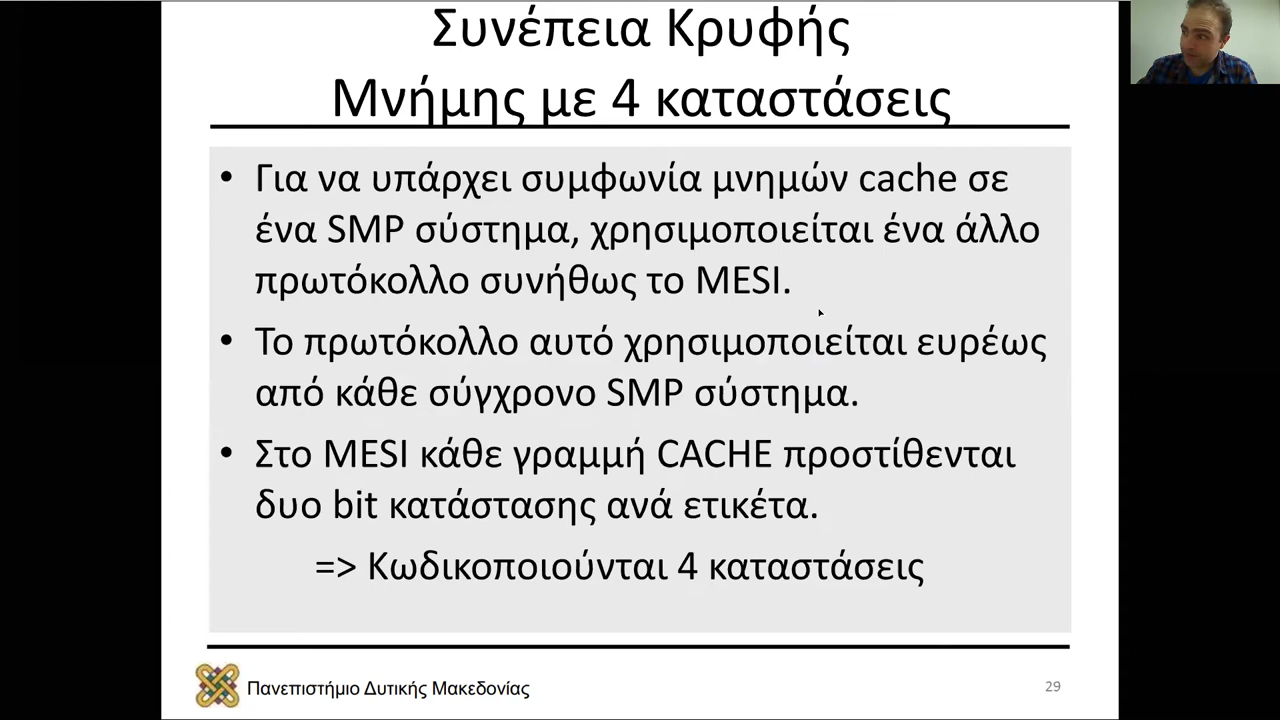 Συνέπεια Κρυφής
Μνήμης με 4 καταστάσεις
• Για να υπάρχει συμφωνία μνημών cache σε
ένα SMP σύστημα, χρησιμοποιείται ένα άλλο
πρωτόκολλο συνήθως το MESI.
• Το πρωτόκολλο αυτό χρησιμοποιείται ευρέως
από κάθε σύγχρονο SMP σύστημα.
• Στο MESI κάθε γραμμή CACHE προστίθενται
δυο bit κατάστασης ανά ετικέτα.
=> Κωδικοποιούνται 4 καταστάσεις
Πανεπιστήμιο Δυτικής Μακεδονίας
29